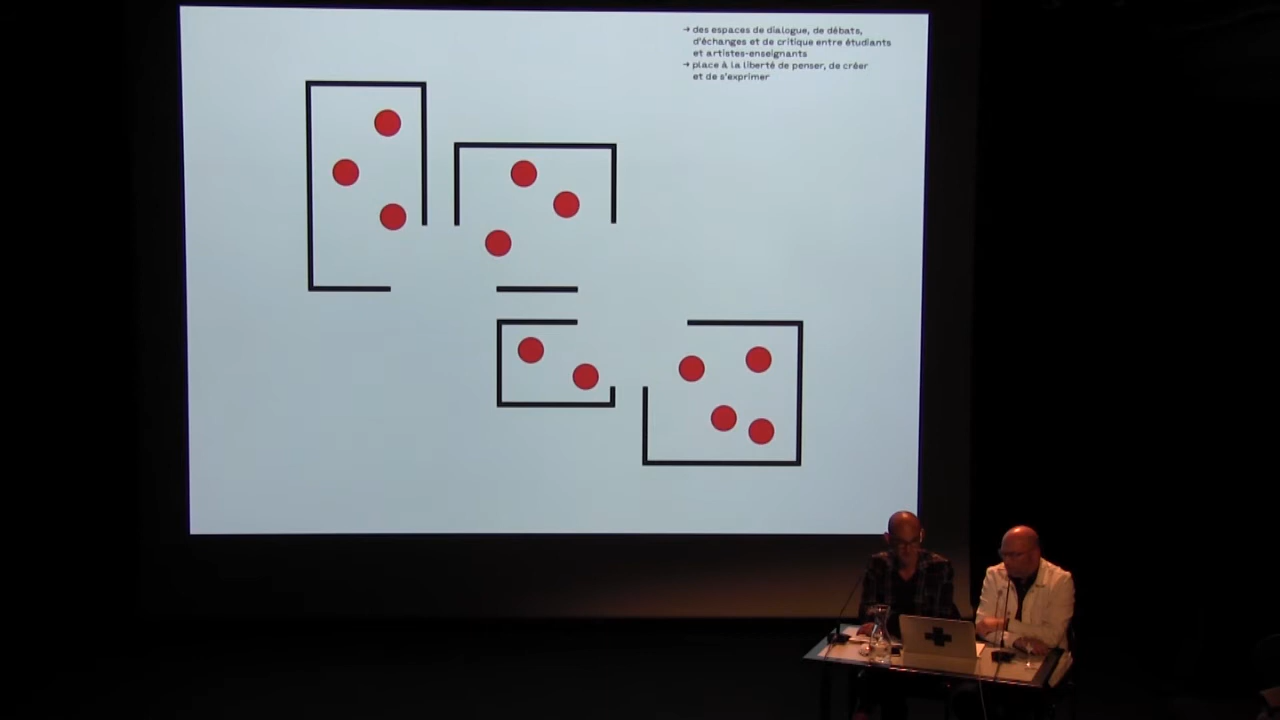 → des espaces de dialogue, de débats,
d'échanges et de critique entre étudiants
et artistes-enseignants
→ place à la liberté de penser, de créer
et de s'exprimer